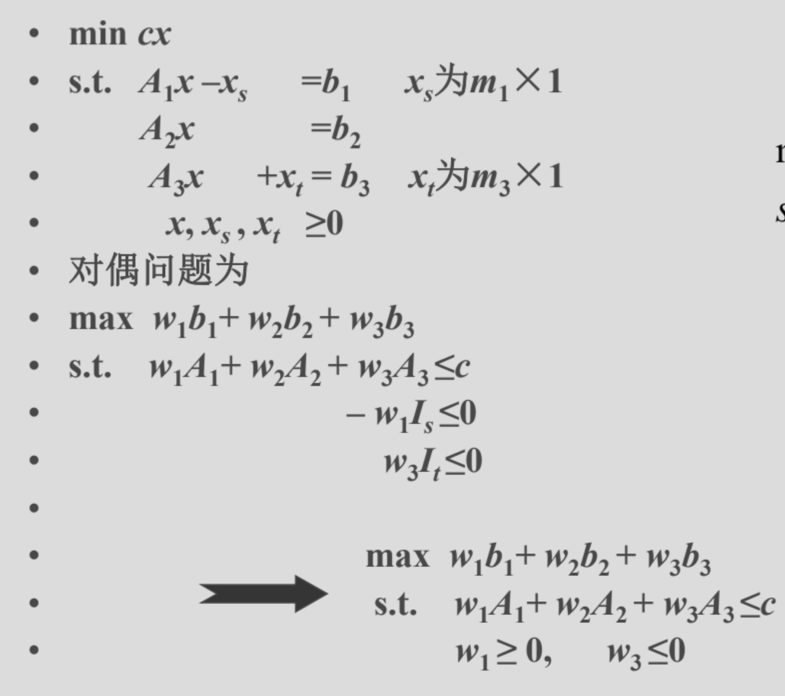 • min cx
• s.t. A₁x –xₛ =b₁ xₛ为m₁×1
• A₂x =b₂
• A₃x +xₜ = b₃ xₜ为m₃×1
• x, xₛ , xₜ ≥0
• 对偶问题为
• max w₁b₁+ w₂b₂ + w₃b₃
• s.t. w₁A₁+ w₂A₂ + w₃A₃ ≤c
• – w₁Iₛ ≤0
• w₃Iₜ ≤0
•
• max w₁b₁+ w₂b₂ + w₃b₃
• s.t. w₁A₁+ w₂A₂ + w₃A₃ ≤c
• w₁ ≥ 0, w₃ ≤0